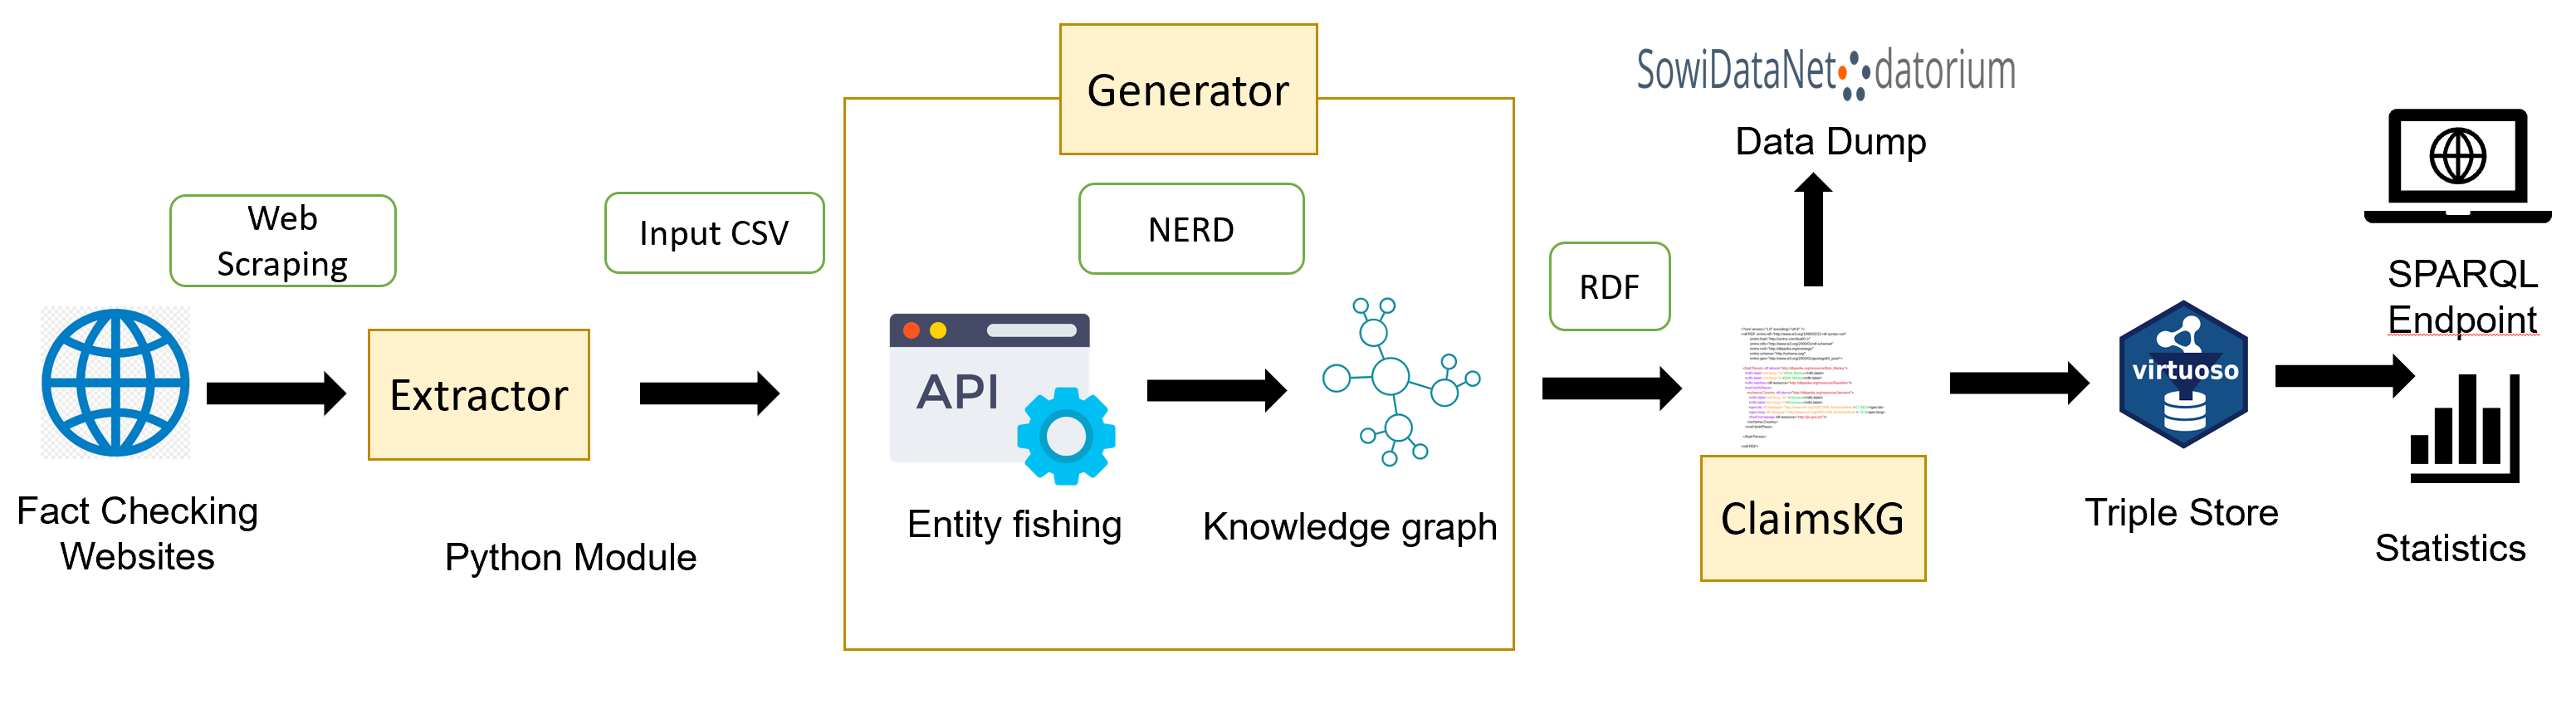 Generator
SowiDataNet datorium
Data Dump
Web
Scraping
Input CSV
NERD
RDF
SPARQL
Endpoint
API
virtuoso
Extractor
Fact Checking
Websites
Python Module
Entity fishing
Knowledge graph
ClaimsKG
Triple Store
Statistics